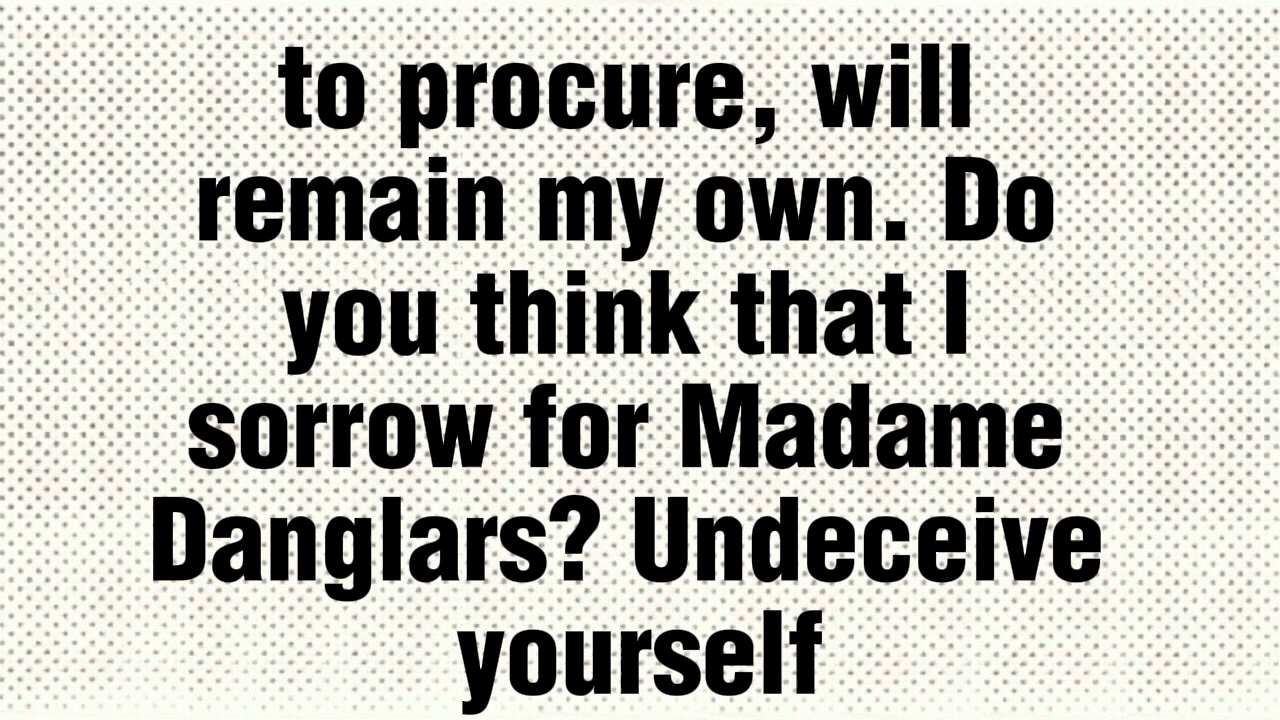 to procure, will
remain my own. Do
you think that I
sorrow for Madame
Danglars? Undeceive
yourself